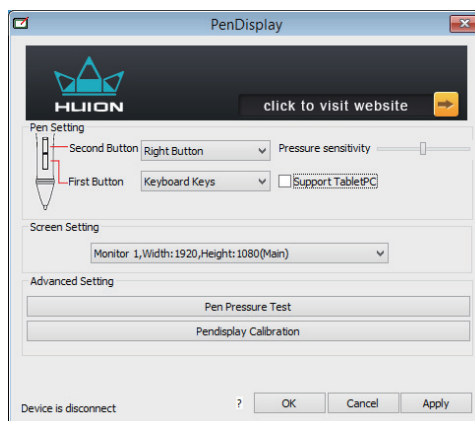 PenDisplay
HUION
click to visit website
Pen Setting
Second Button Right Button Pressure sensitivity
First Button Keyboard Keys Support TabletPC
Screen Setting
Monitor 1,Width:1920,Height:1080(Main)
Advanced Setting
Pen Pressure Test
Pendisplay Calibration
Device is disconnect ? OK Cancel Apply